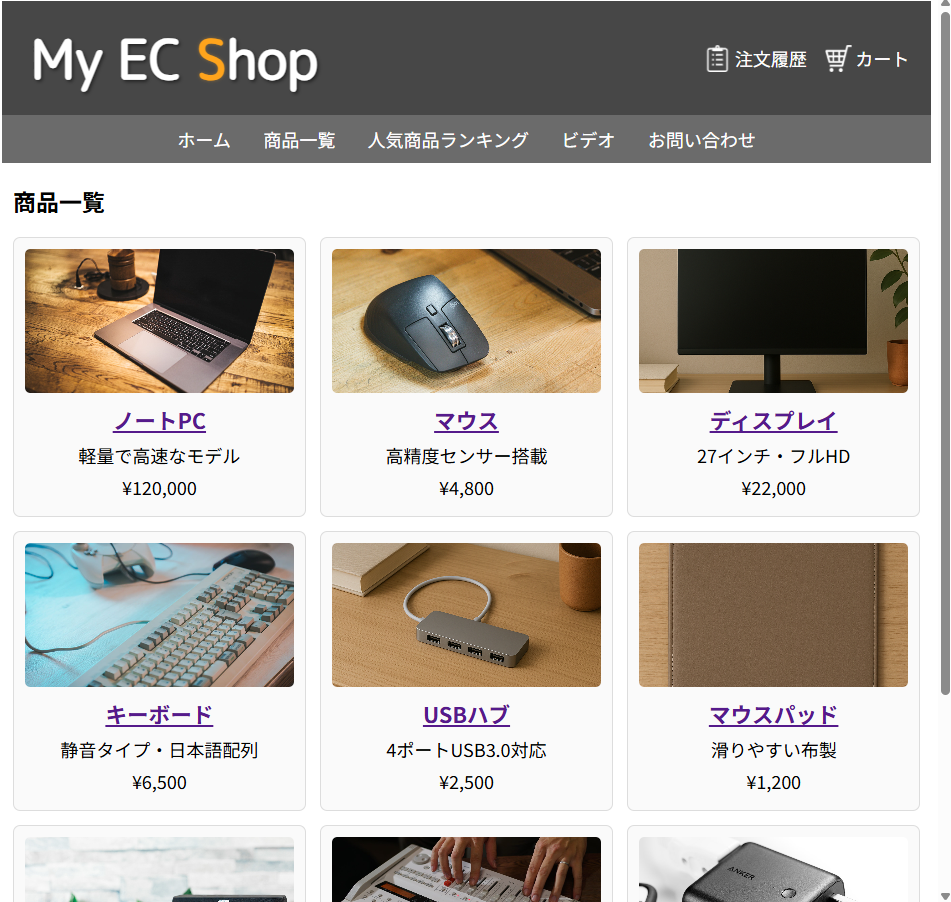 My EC Shop
注文履歴 カート
ホーム 商品一覧 人気商品ランキング ビデオ お問い合わせ
商品一覧
ノートPC
軽量で高速なモデル
¥120,000
マウス
高精度センサー搭載
¥4,800
ディスプレイ
27インチ・フルHD
¥22,000
キーボード
静音タイプ・日本語配列
¥6,500
USBハブ
4ポートUSB3.0対応
¥2,500
マウスパッド
滑りやすい布製
¥1,200
ANKER